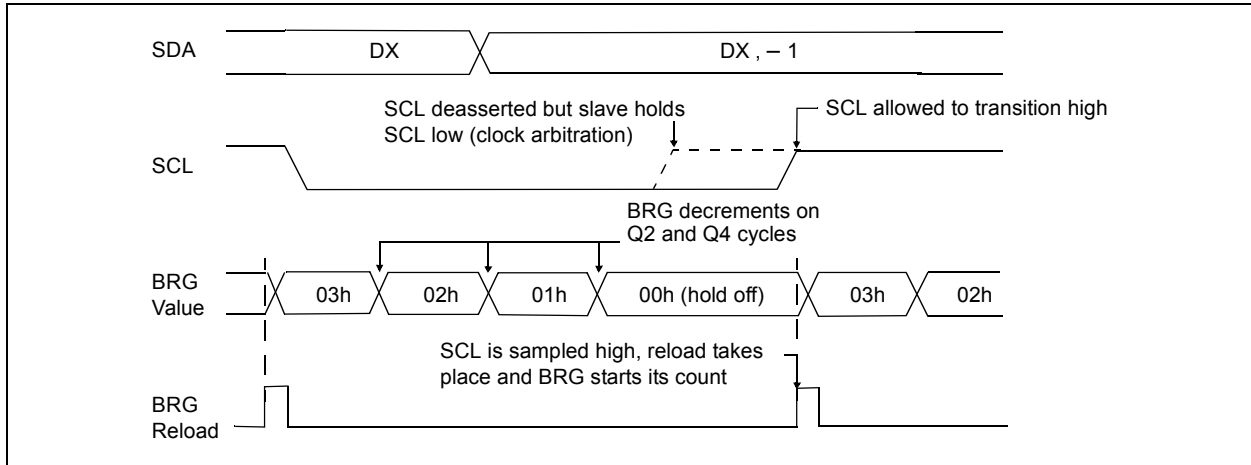 SDA
DX
DX , – 1
SCL deasserted but slave holds
SCL low (clock arbitration)
SCL allowed to transition high
SCL
BRG decrements on
Q2 and Q4 cycles
BRG
Value
03h
02h
01h
00h (hold off)
03h
02h
SCL is sampled high, reload takes
place and BRG starts its count
BRG
Reload